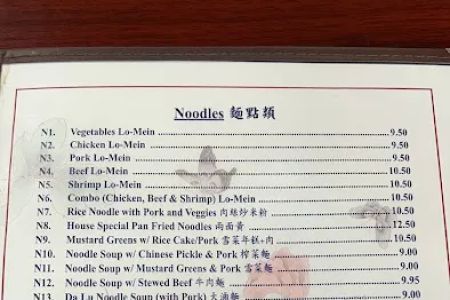 Noodles 麵點類
N1. Vegetables Lo-Mein 9.50
N2. Chicken Lo-Mein 9.50
N3. Pork Lo-Mein 9.50
N4. Beef Lo-Mein 10.50
N5. Shrimp Lo-Mein 10.50
N6. Combo (Chicken, Beef & Shrimp) Lo-Mein 10.50
N7. Rice Noodle with Pork and Veggies 肉絲炒米粉 10.50
N8. House Special Pan Fried Noodles 兩面黃 12.50
N9. Mustard Greens w/ Rice Cake/Pork 雪菜年糕+肉 10.50
N10. Noodle Soup w/ Chinese Pickle & Pork 榨菜麵 9.00
N11. Noodle Soup w/ Mustard Greens & Pork 雪菜麵 9.00
N12. Noodle Soup w/ Stewed Beef 牛肉麵 9.95
N13. Da Lu Noodle Soup (with Pork) 大滷麵 9.00